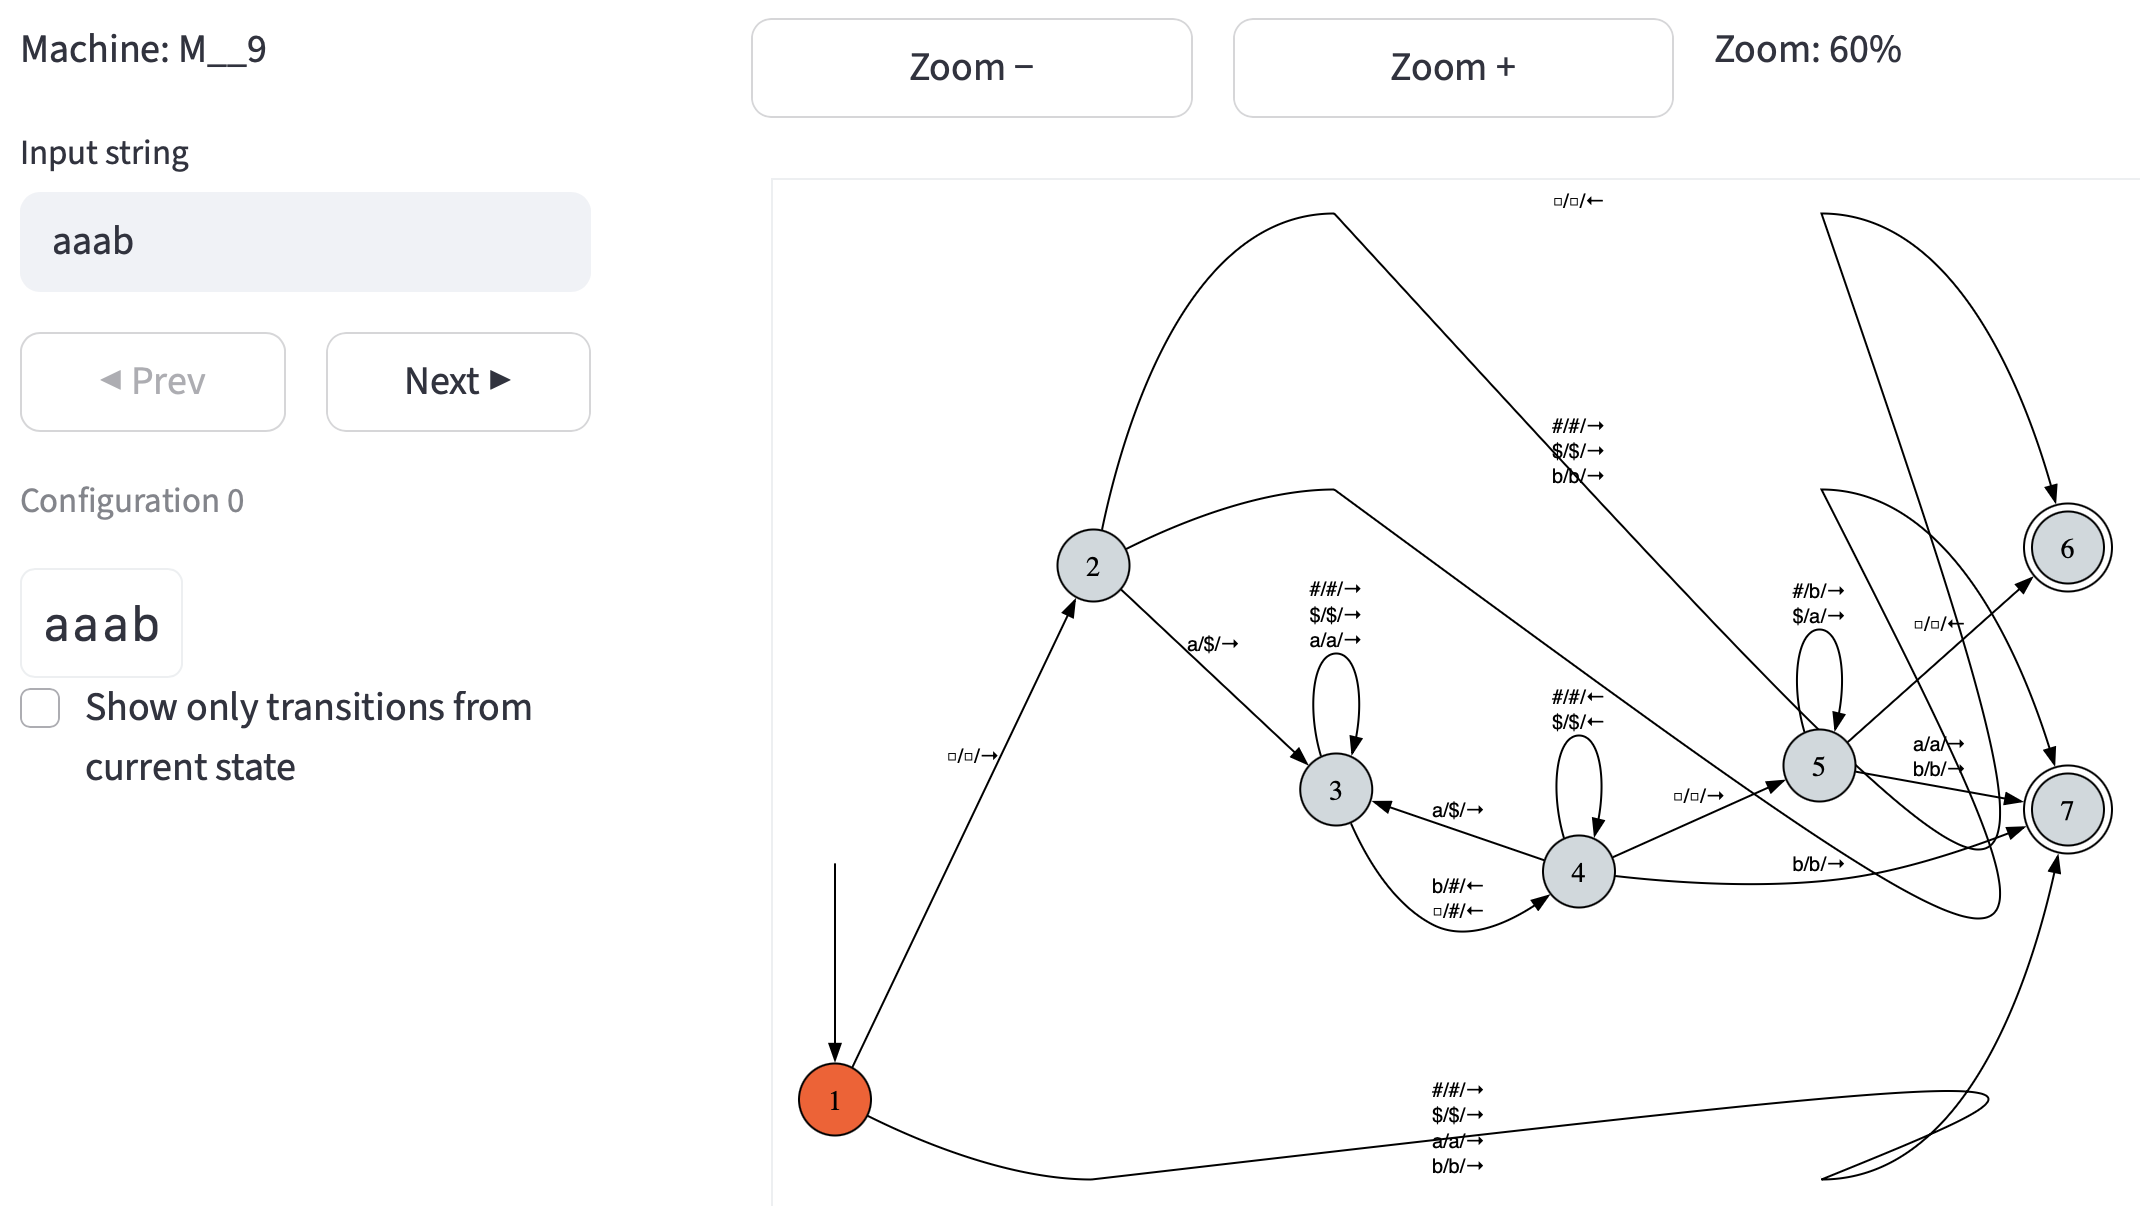 Machine: M__9
Zoom −
Zoom +
Zoom: 60%
Input string
aaab
◀ Prev
Next ▶
Configuration 0
aaab
Show only transitions from
current state
□/□/←
#/#/→
$/$/→
b/b/→
2
6
#/#/→
$/$/→
a/a/→
#/b/→
$/a/→
□/□/←
a/$/→
#/#/←
$/$/←
□/□/→
a/a/→
b/b/→
3
5
7
a/$/→
□/□/→
4
b/b/→
b/#/←
□/#/←
1
#/#/→
$/$/→
a/a/→
b/b/→